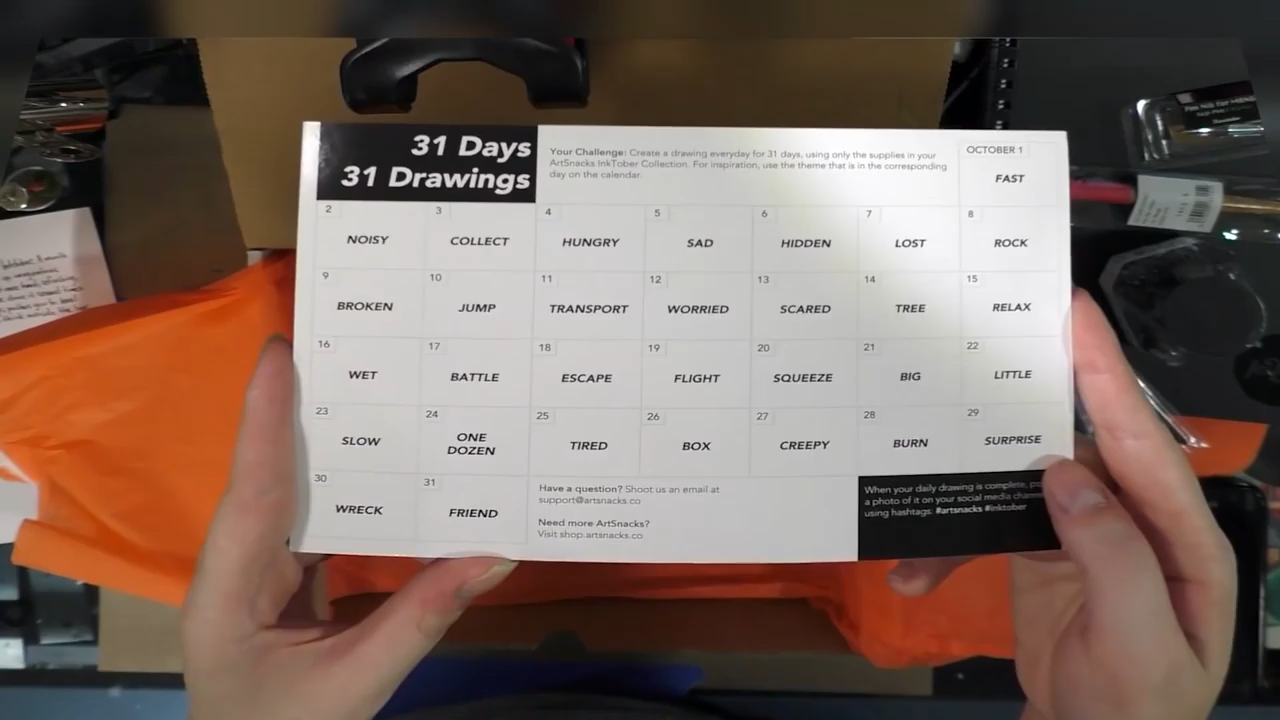 31 Days
31 Drawings
Your Challenge: Create a drawing everyday for 31 days, using only the supplies in your
ArtSnacks InkTober Collection. For inspiration, use the theme that is in the corresponding
day on the calendar.
OCTOBER 1
FAST
2
NOISY
3
COLLECT
4
HUNGRY
5
SAD
6
HIDDEN
7
LOST
8
ROCK
9
BROKEN
10
JUMP
11
TRANSPORT
12
WORRIED
13
SCARED
14
TREE
15
RELAX
16
WET
17
BATTLE
18
ESCAPE
19
FLIGHT
20
SQUEEZE
21
BIG
22
LITTLE
23
SLOW
24
ONE
DOZEN
25
TIRED
26
BOX
27
CREEPY
28
BURN
29
SURPRISE
30
WRECK
31
FRIEND
Have a question? Shoot us an email at
support@artsnacks.co
Need more ArtSnacks?
Visit shop.artsnacks.co
When your daily drawing is complete,
a photo of it on your social media
using hashtags: #artsnacks #inktober